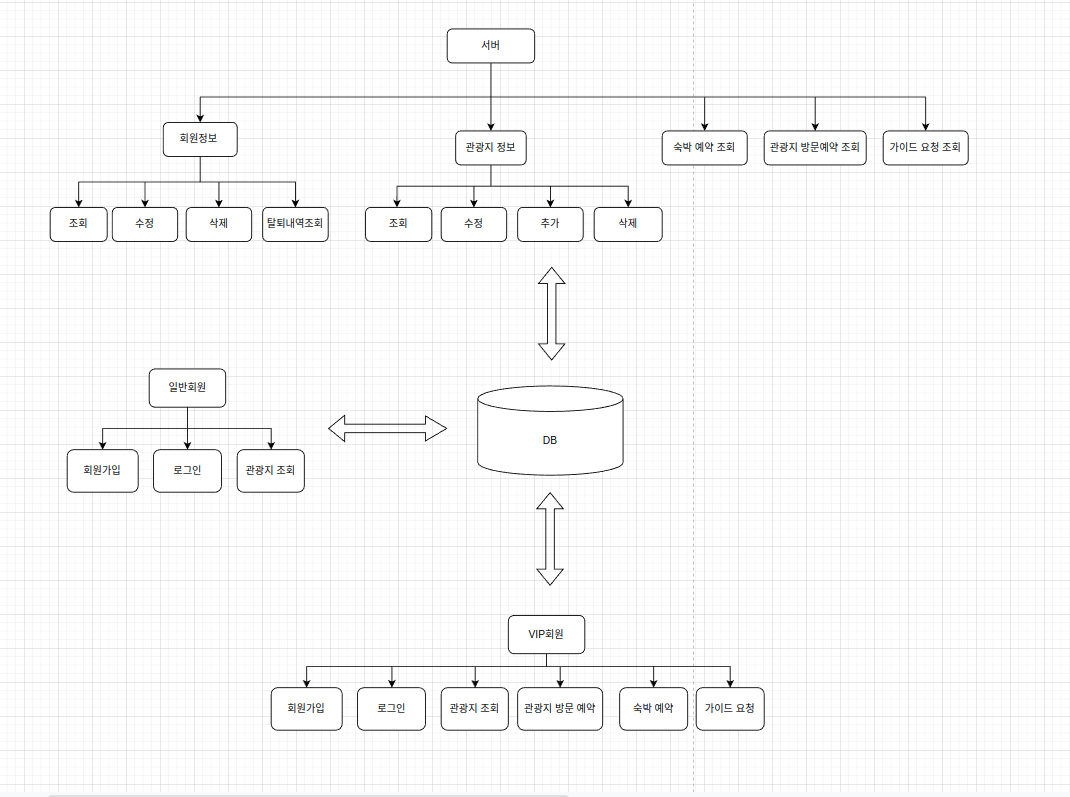 서버
회원정보
관광지 정보
숙박 예약 조회
관광지 방문예약 조회
가이드 요청 조회
조회
수정
삭제
탈퇴내역조회
조회
수정
추가
삭제
일반회원
회원가입
로그인
관광지 조회
DB
VIP회원
회원가입
로그인
관광지 조회
관광지 방문 예약
숙박 예약
가이드 요청